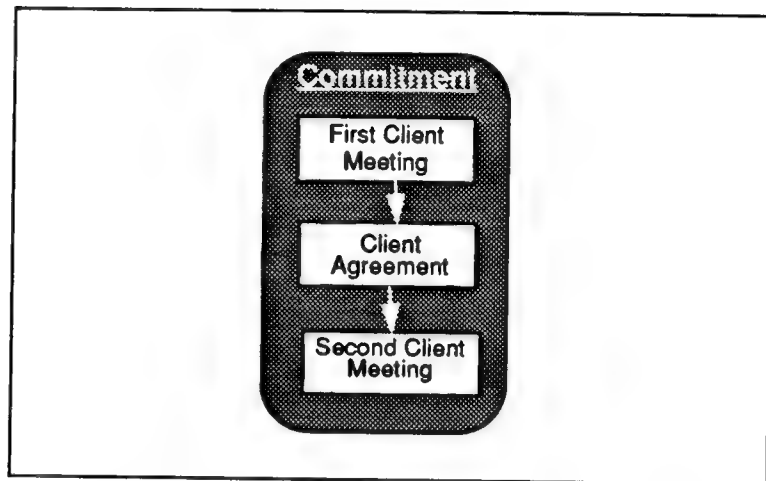 Commitment
First Client
Meeting
Client
Agreement
Second Client
Meeting